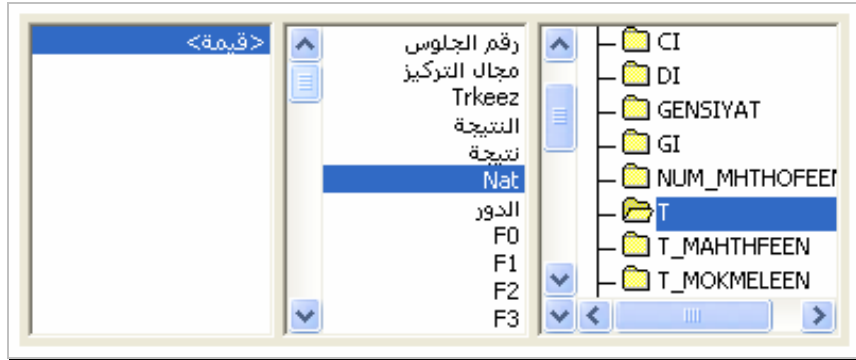 <قيمة>
رقم الجلوس
مجال التركيز
Trkeez
النتيجة
نتيجة
Nat
الدور
F0
F1
F2
F3
CI
DI
GENSIYAT
GI
NUM_MHTHOFEEN
T
T_MAHTHFEEN
T_MOKMELEEN